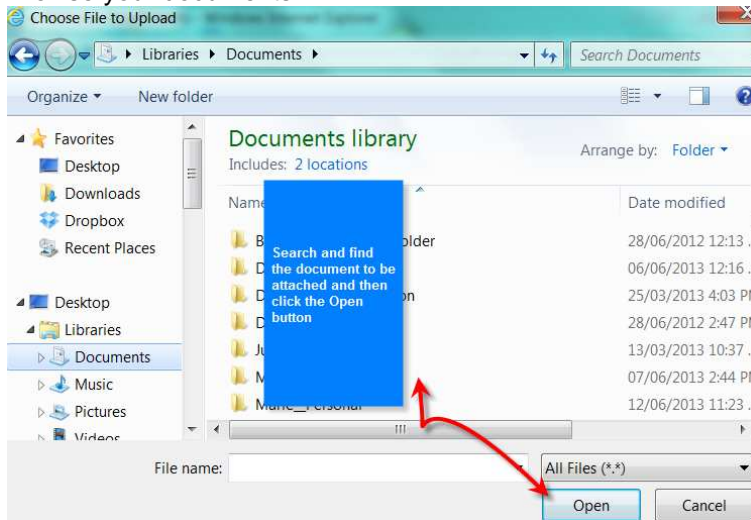 Choose File to Upload
Libraries Documents
Search Documents
Organize New folder
Favorites
Desktop
Downloads
Dropbox
Recent Places
Desktop
Libraries
Documents
Music
Pictures
Videos
Documents library
Includes: 2 locations
Arrange by: Folder
Date modified
Search and find
the document to be
attached and then
click the Open
button
28/06/2012 12:13
06/06/2013 12:16
25/03/2013 4:03
28/06/2012 2:47
13/03/2013 10:37
07/06/2013 2:44
12/06/2013 11:23
File name:
All Files (*.*)
Open Cancel